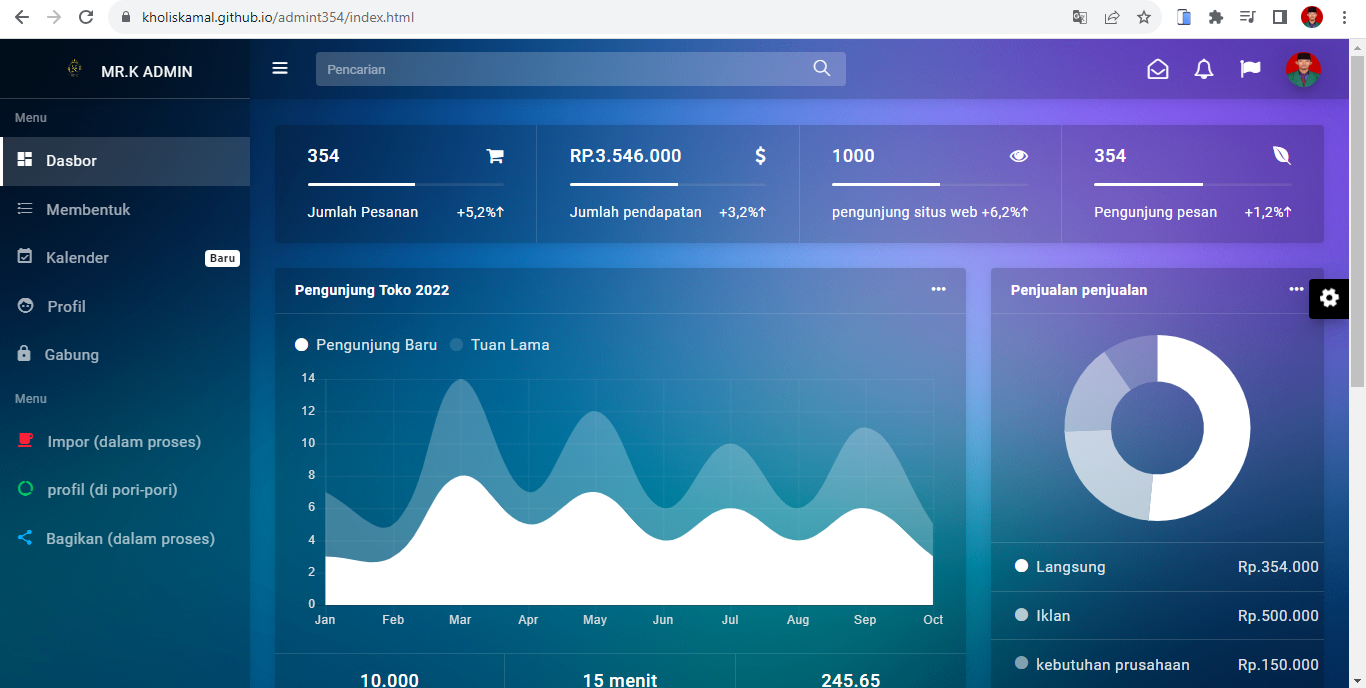 kholiskamal.github.io/admint354/index.html
MR.K ADMIN
Pencarian
Menu
Dasbor
Membentuk
Kalender Baru
Profil
Gabung
Menu
Impor (dalam proses)
profil (di pori-pori)
Bagikan (dalam proses)
354
Jumlah Pesanan +5,2%↑
RP.3.546.000
Jumlah pendapatan +3,2%↑
1000
pengunjung situs web +6,2%↑
354
Pengunjung pesan +1,2%↑
Pengunjung Toko 2022
Pengunjung Baru Tuan Lama
14
12
10
8
6
4
2
0
Jan Feb Mar Apr May Jun Jul Aug Sep Oct
10.000 15 menit 245.65
Penjualan penjualan
Langsung Rp.354.000
Iklan Rp.500.000
kebutuhan prusahaan Rp.150.000